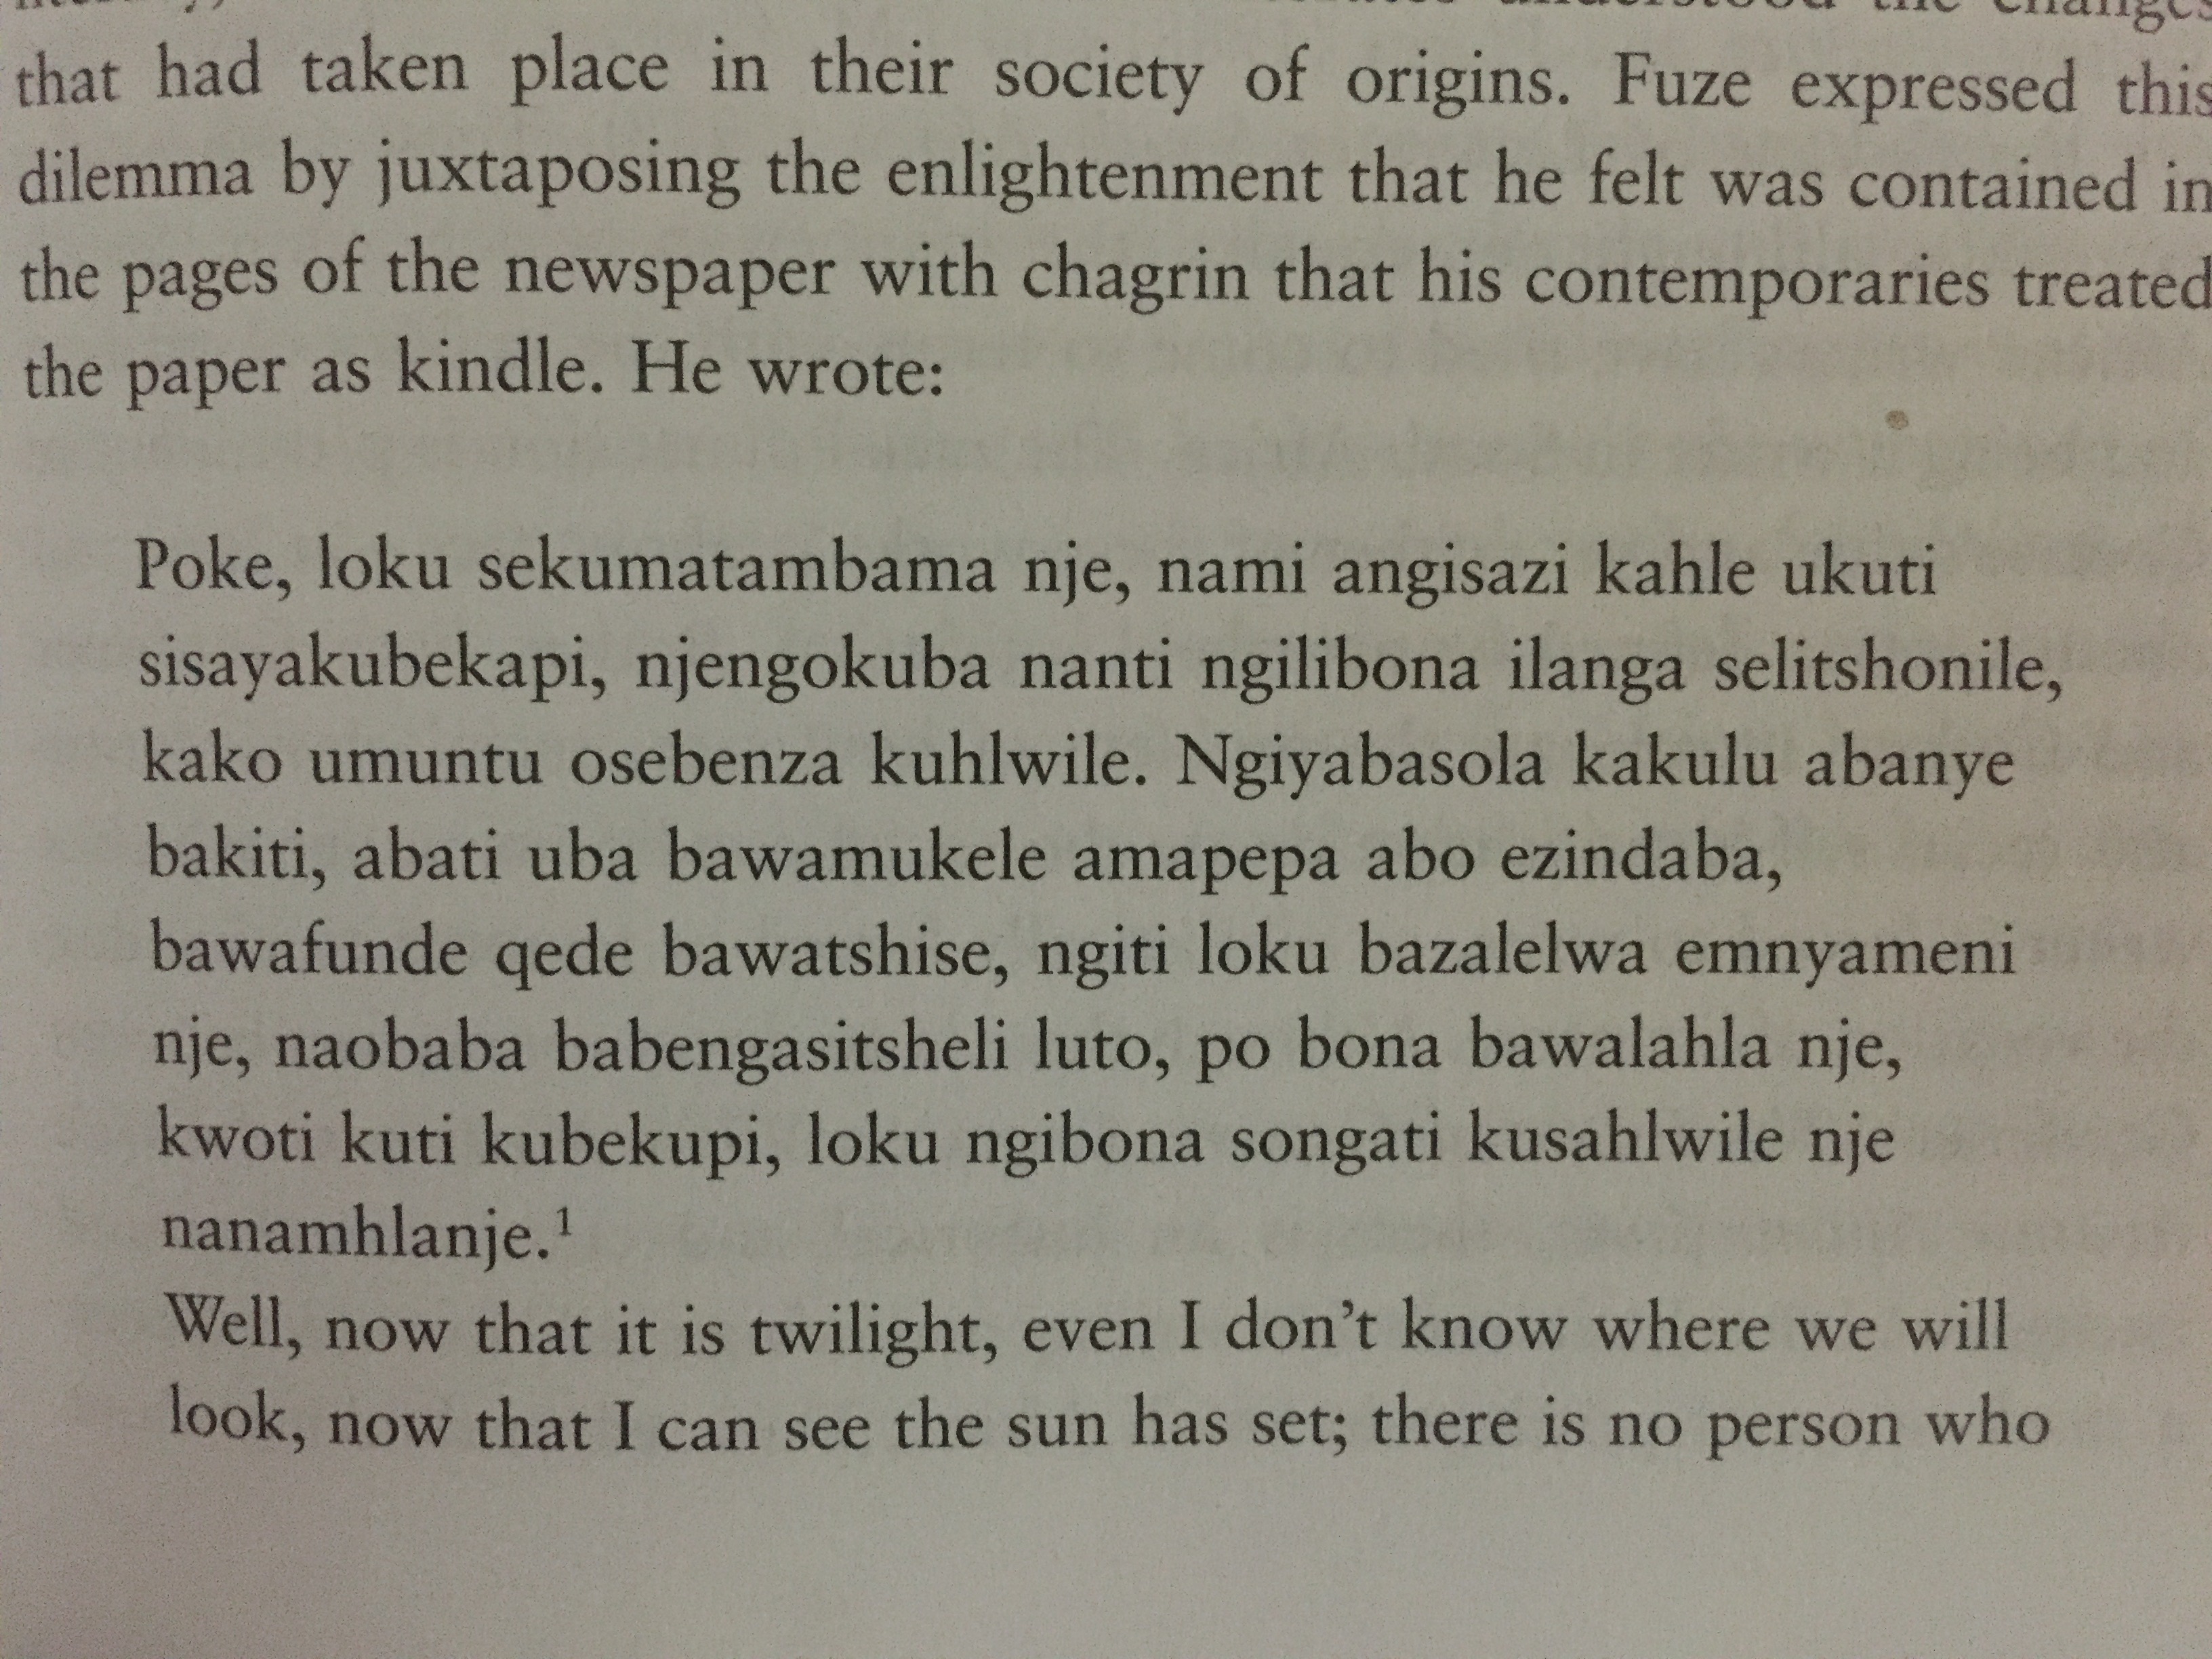 understood the changes
that had taken place in their society of origins. Fuze expressed this
dilemma by juxtaposing the enlightenment that he felt was contained in
the pages of the newspaper with chagrin that his contemporaries treated
the paper as kindle. He wrote:
Poke, loku sekumatambama nje, nami angisazi kahle ukuti
sisayakubekapi, njengokuba nanti ngilibona ilanga selitshonile,
kako umuntu osebenza kuhlwile. Ngiyabasola kakulu abanye
bakiti, abati uba bawamukele amapepa abo ezindaba,
bawafunde qede bawatshise, ngiti loku bazalelwa emnyameni
nje, naobaba babengasitsheli luto, po bona bawalahla nje,
kwoti kuti kubekupi, loku ngibona songati kusahlwile nje
nanamhlanje.¹
Well, now that it is twilight, even I don't know where we will
look, now that I can see the sun has set; there is no person who